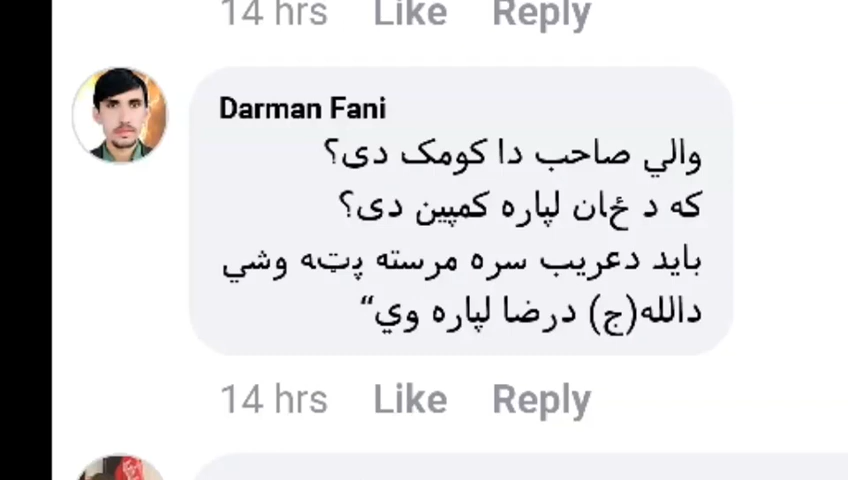 14 hrs Like Reply
Darman Fani
والي صاحب دا کومک دی؟
که د ځان لپاره کمپین دی؟
باید دعریب سره مرسته پټه وشي
دالله(ج) درضا لپاره وي“
14 hrs Like Reply